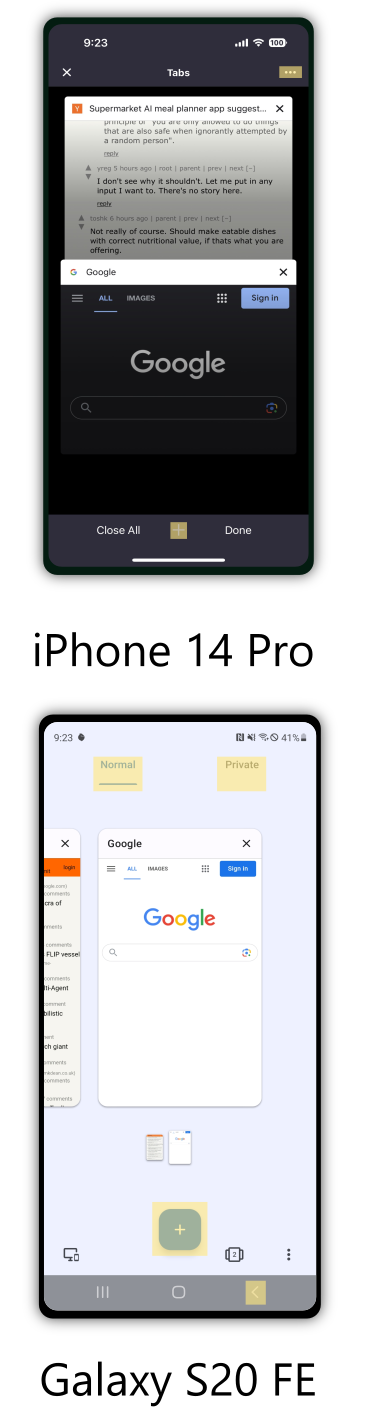 9:23
100
Tabs
Supermarket AI meal planner app suggest...
principle of "you are only allowed to do things
that are also safe when ignorantly attempted by
a random person".
reply
yreg 5 hours ago | root | parent | prev | next [–]
I don't see why it shouldn't. Let me put in any
input I want to. There's no story here.
reply
toshk 6 hours ago | parent | prev | next [–]
Not really of course. Should make eatable dishes
with correct nutritional value, if thats what you are
offering.
Google
ALL IMAGES Sign in
Google
Close All Done
iPhone 14 Pro
9:23 41%
Normal Private
Google
login
ALL IMAGES Sign in
comments
cra of
Google
comments
FLIP vessel
comments
lti-Agent
comment
bilistic
ch giant
comments
comments
comments
Google
2
Galaxy S20 FE